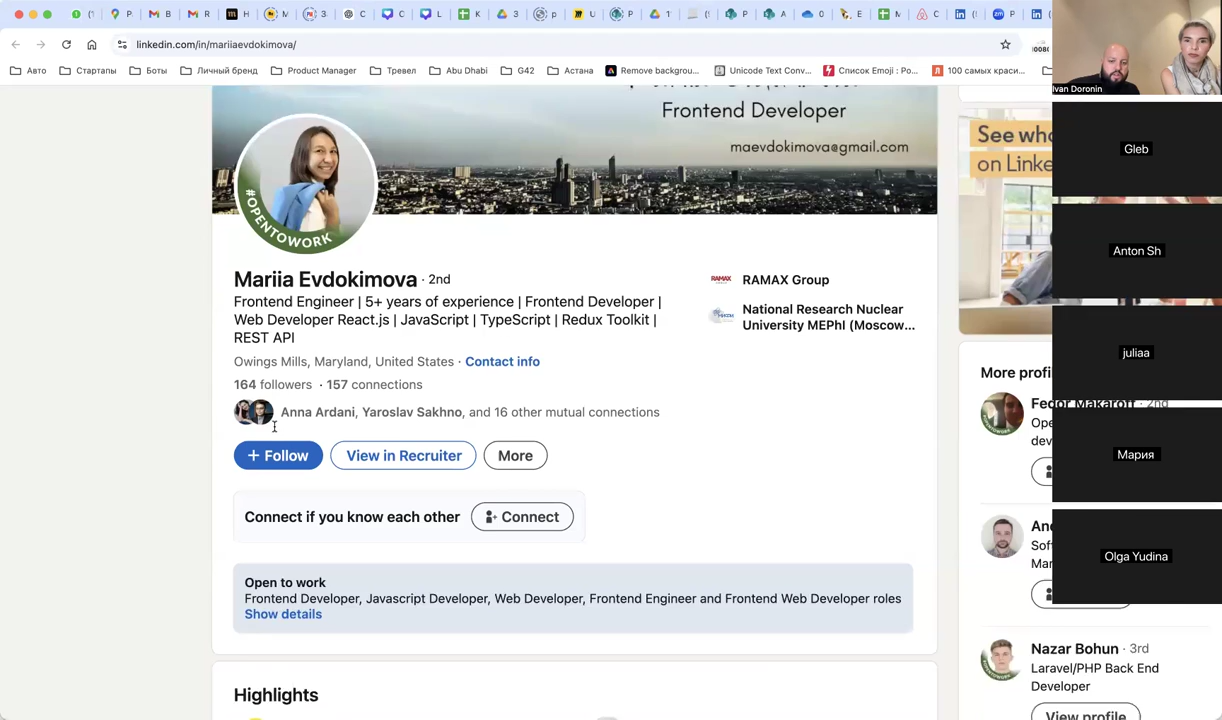 linkedin.com/in/mariiaevdokimova/
Авто
Стартапы
Боты
Личный бренд
Product Manager
Тревел
Abu Dhabi
G42
Астана
Remove backgrou...
Unicode Text Conv...
Список Emoji : Po...
100 самых краси...
Frontend Developer
maevdokimova@gmail.com
#OPENTOWORK
Mariia Evdokimova · 2nd
Frontend Engineer | 5+ years of experience | Frontend Developer |
Web Developer React.js | JavaScript | TypeScript | Redux Toolkit |
REST API
Owings Mills, Maryland, United States · Contact info
164 followers · 157 connections
Anna Ardani, Yaroslav Sakhno, and 16 other mutual connections
+ Follow
View in Recruiter
More
Connect if you know each other
Connect
Open to work
Frontend Developer, Javascript Developer, Web Developer, Frontend Engineer and Frontend Web Developer roles
Show details
Highlights
RAMAX Group
National Research Nuclear
University MEPhI (Moscow...
See who
on Linke
More profi
Fedor Makaroff · 2nd
Ope
dev
And
Soft
Mar
Nazar Bohun · 3rd
Laravel/PHP Back End
Developer
View profile
Ivan Doronin
Gleb
Anton Sh
juliaa
Мария
Olga Yudina